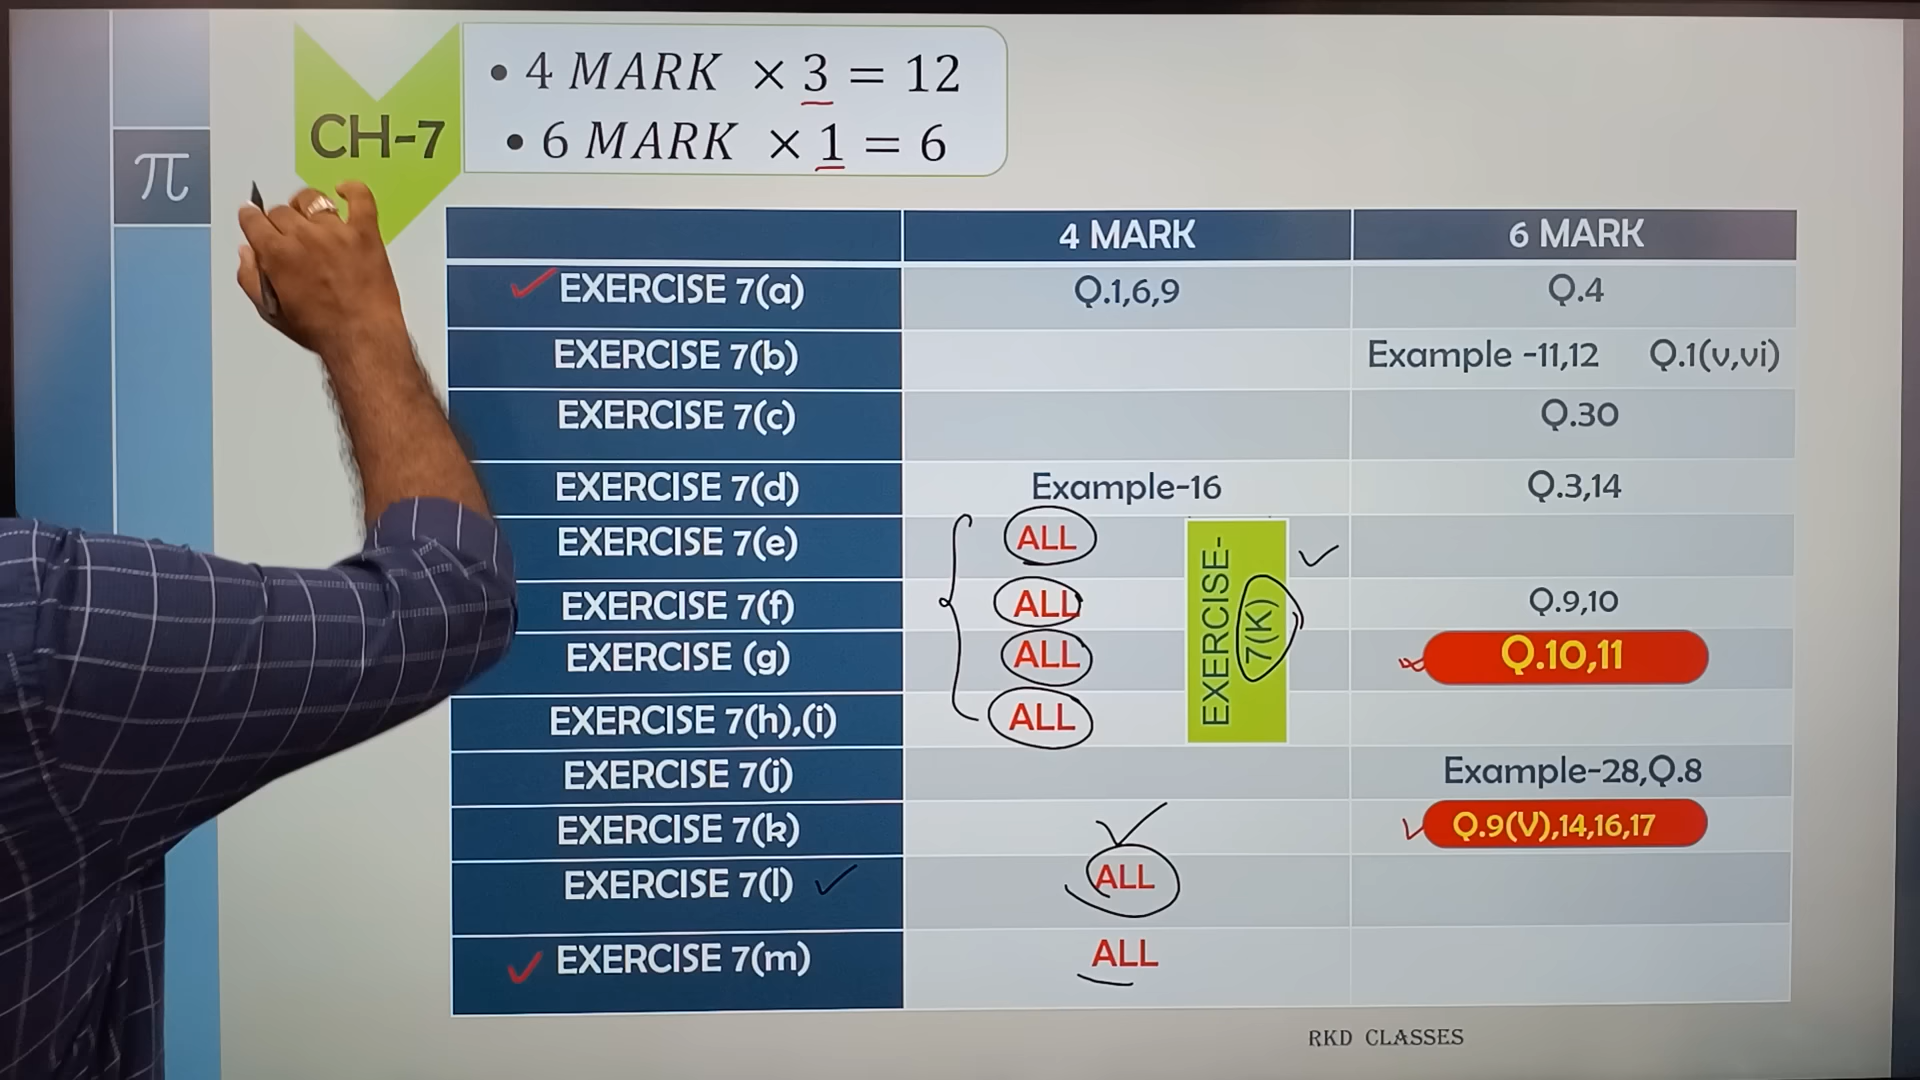 π
CH-7
• 4 MARK × 3 = 12
• 6 MARK × 1 = 6
4 MARK 6 MARK
EXERCISE 7(a) Q.1,6,9 Q.4
EXERCISE 7(b) Example -11,12 Q.1(v,vi)
EXERCISE 7(c) Q.30
EXERCISE 7(d) Example-16 Q.3,14
EXERCISE 7(e) ALL
EXERCISE 7(f) ALL Q.9,10
EXERCISE (g) ALL Q.10,11
EXERCISE 7(h),(i) ALL
EXERCISE-
7(K)
EXERCISE 7(j) Example-28,Q.8
EXERCISE 7(k) Q.9(V),14,16,17
EXERCISE 7(l) ALL
EXERCISE 7(m) ALL
RKD CLASSES